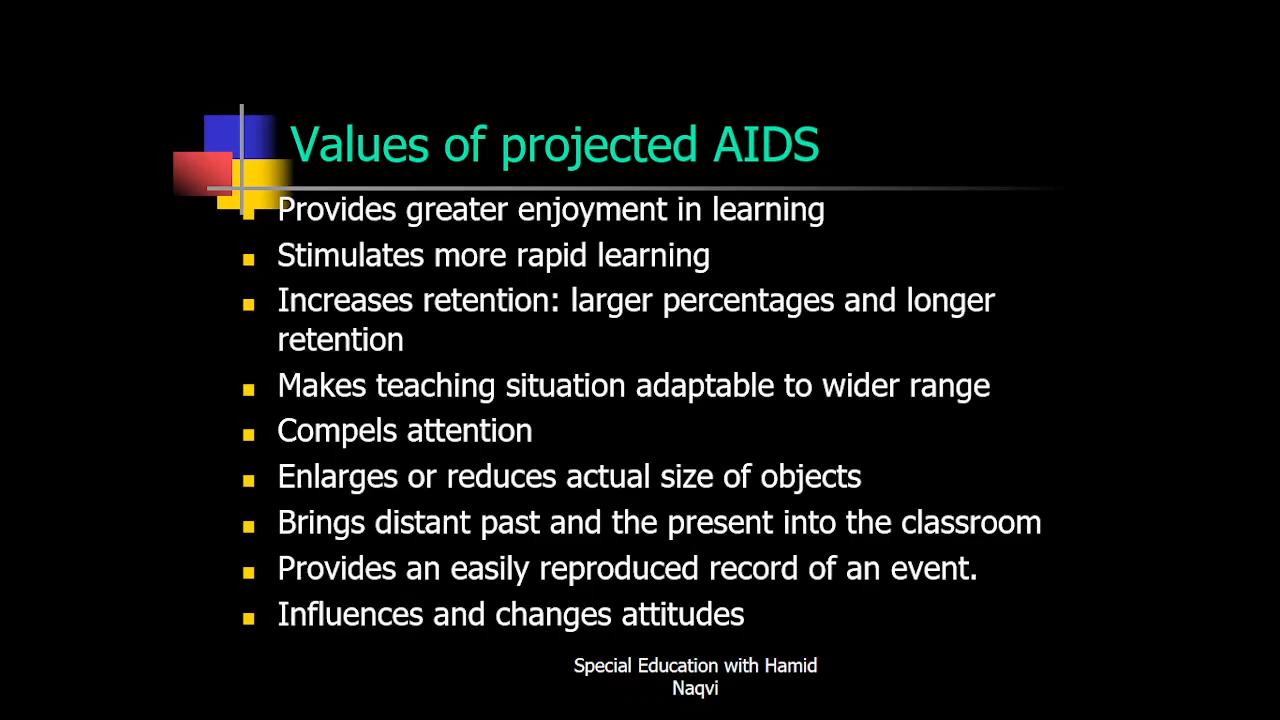 Values of projected AIDS
Provides greater enjoyment in learning
Stimulates more rapid learning
Increases retention: larger percentages and longer
retention
Makes teaching situation adaptable to wider range
Compels attention
Enlarges or reduces actual size of objects
Brings distant past and the present into the classroom
Provides an easily reproduced record of an event.
Influences and changes attitudes
Special Education with Hamid
Naqvi